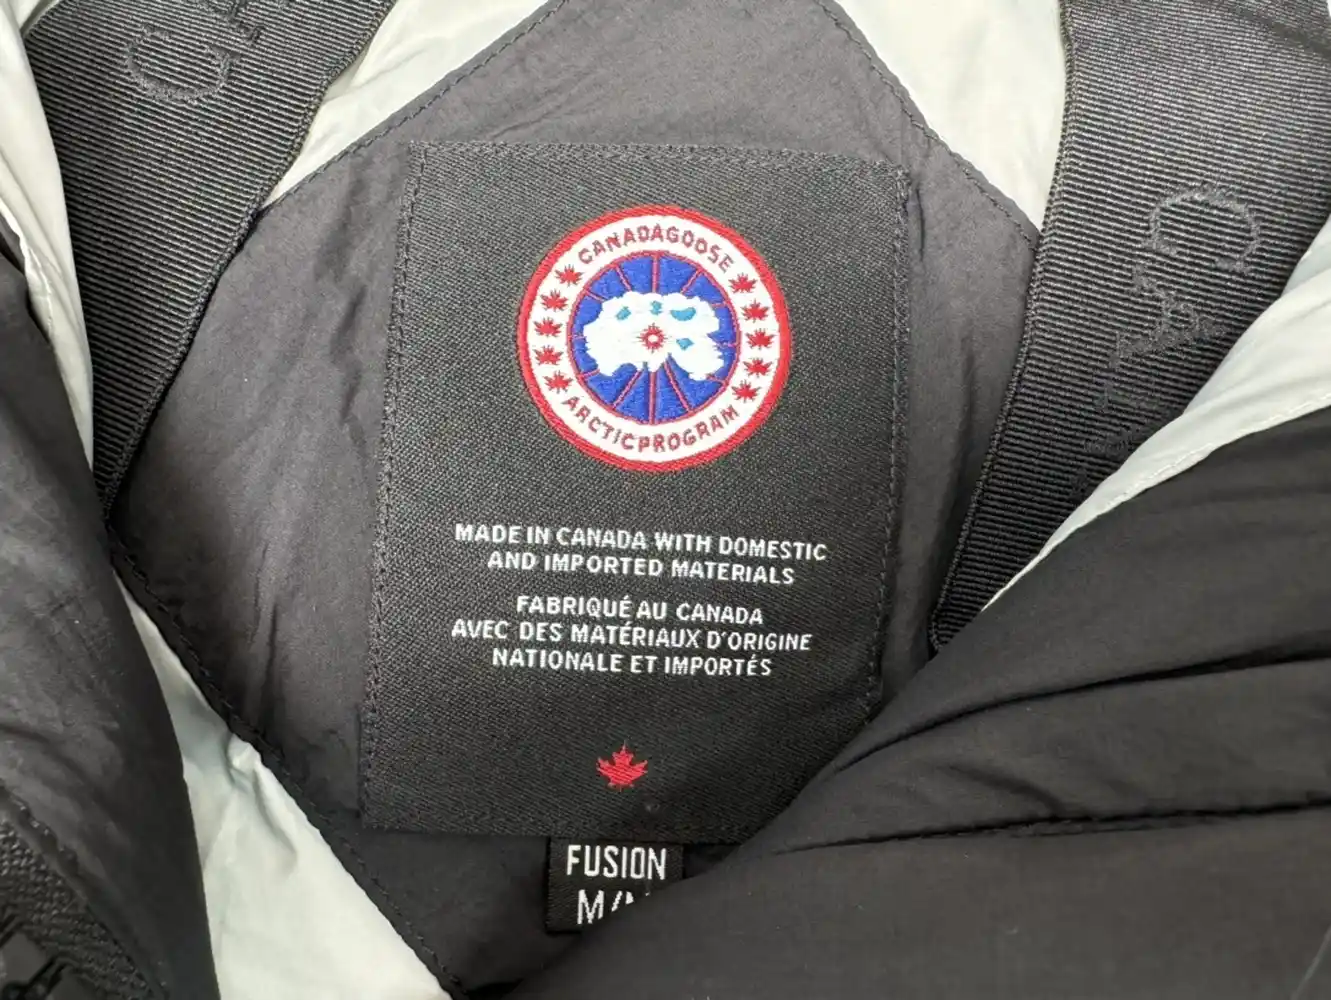 CANADA GOOSE
ARCTIC PROGRAM
MADE IN CANADA WITH DOMESTIC
AND IMPORTED MATERIALS
FABRIQUÉ AU CANADA
AVEC DES MATÉRIAUX D'ORIGINE
NATIONALE ET IMPORTÉS
FUSION